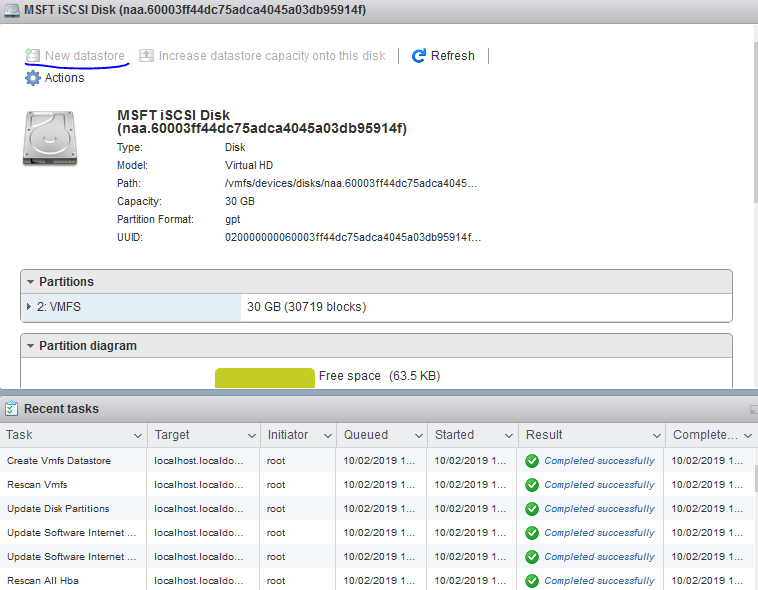 MSFT iSCSI Disk (naa.60003ff44dc75adca4045a03db95914f)
New datastore Increase datastore capacity onto this disk Refresh
Actions
MSFT iSCSI Disk
(naa.60003ff44dc75adca4045a03db95914f)
Type: Disk
Model: Virtual HD
Path: /vmfs/devices/disks/naa.60003ff44dc75adca4045...
Capacity: 30 GB
Partition Format: gpt
UUID: 020000000060003ff44dc75adca4045a03db95914f...
Partitions
2: VMFS 30 GB (30719 blocks)
Partition diagram
Free space (63.5 KB)
Recent tasks
Task Target Initiator Queued Started Result Complete...
Create Vmfs Datastore localhost.localdo... root 10/02/2019 1... 10/02/2019 1... Completed successfully 10/02/2019 1...
Rescan Vmfs localhost.localdo... root 10/02/2019 1... 10/02/2019 1... Completed successfully 10/02/2019 1...
Update Disk Partitions localhost.localdo... root 10/02/2019 1... 10/02/2019 1... Completed successfully 10/02/2019 1...
Update Software Internet ... localhost.localdo... root 10/02/2019 1... 10/02/2019 1... Completed successfully 10/02/2019 1...
Update Software Internet ... localhost.localdo... root 10/02/2019 1... 10/02/2019 1... Completed successfully 10/02/2019 1...
Rescan All Hba localhost.localdo... root 10/02/2019 1... 10/02/2019 1... Completed successfully 10/02/2019 1...